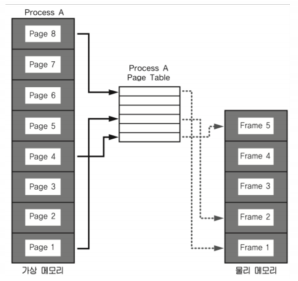 Process A
Page 8
Page 7
Page 6
Page 5
Page 4
Page 3
Page 2
Page 1
가상 메모리
Process A
Page Table
Frame 5
Frame 4
Frame 3
Frame 2
Frame 1
물리 메모리